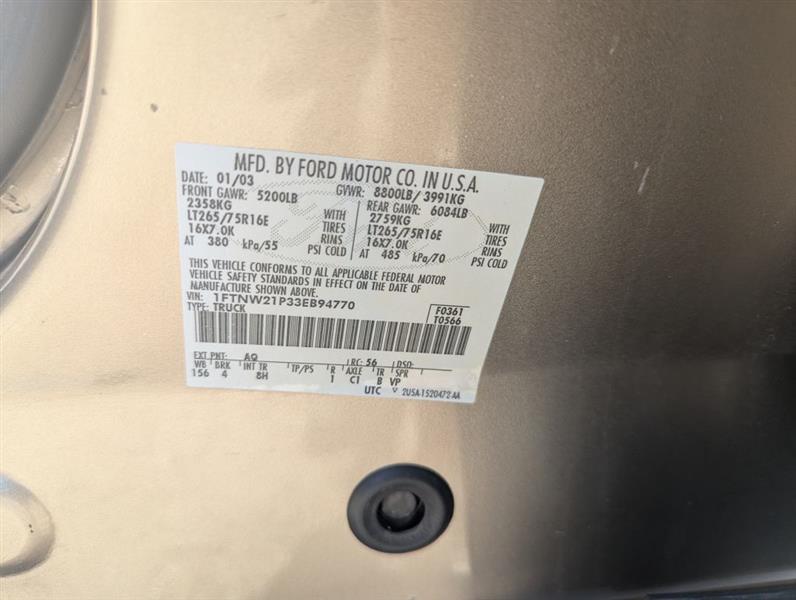 MFD. BY FORD MOTOR CO. IN U.S.A.
DATE: 01/03 GVWR: 8800LB/ 3991KG
FRONT GAWR: 5200LB REAR GAWR: 6084LB
2358KG WITH 2759KG WITH
LT265/75R16E TIRES LT265/75R16E TIRES
16X7.0K RIMS 16X7.0K RIMS
AT 380 kPa/55 PSI COLD AT 485 kPa/70 PSI COLD
THIS VEHICLE CONFORMS TO ALL APPLICABLE FEDERAL MOTOR
VEHICLE SAFETY STANDARDS IN EFFECT ON THE DATE OF
MANUFACTURE SHOWN ABOVE.
VIN: 1FTNW21P33EB94770 F0361
TYPE: TRUCK T0566
EXT PNT: AQ RC: 56 DSO:
WB BRK INT TR TP/PS R AXLE TR SPR
156 4 8H 1 C1 B VP
UTC V 2U5A-1520472-AA